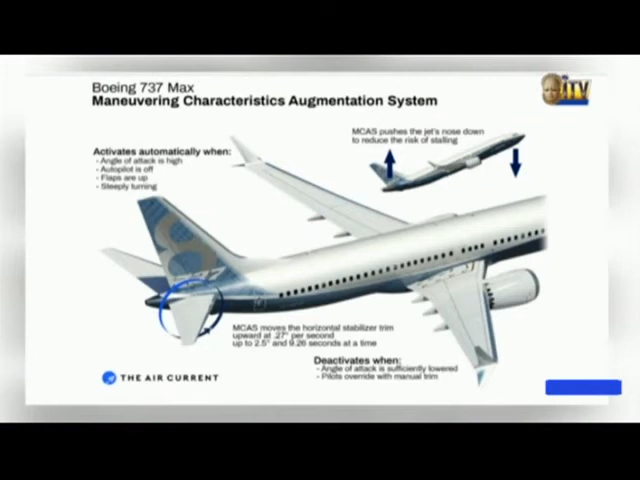 Boeing 737 Max
Maneuvering Characteristics Augmentation System
ITV
MCAS pushes the jet's nose down
to reduce the risk of stalling
Activates automatically when:
- Angle of attack is high
- Autopilot is off
- Flaps are up
- Steeply turning
8
MCAS moves the horizontal stabilizer trim
upward at .27° per second
up to 2.5° and 9.26 seconds at a time
Deactivates when:
- Angle of attack is sufficiently lowered
- Pilots override with manual trim
THE AIR CURRENT